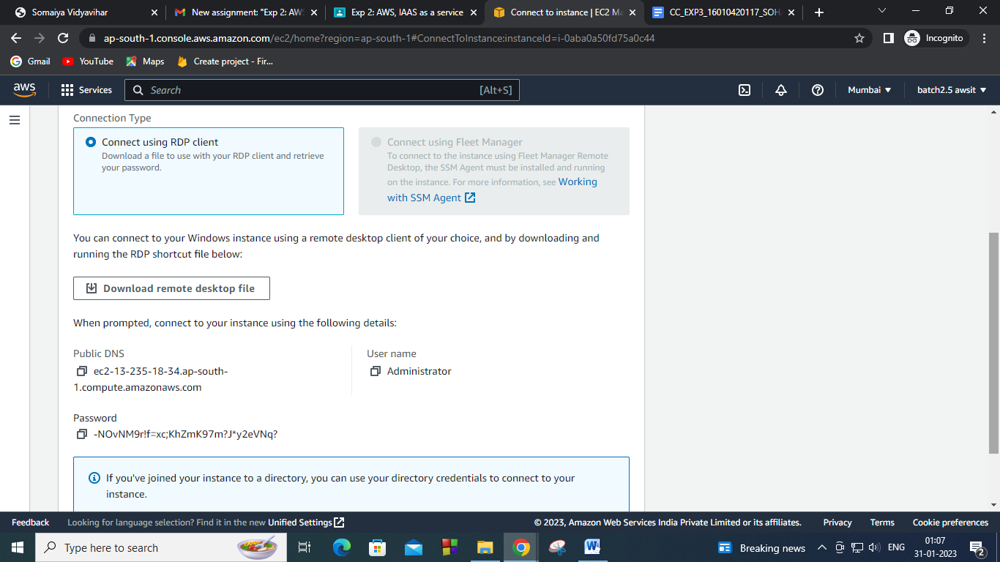 Somaiya Vidyavihar
New assignment: "Exp 2: AWS
Exp 2: AWS, IAAS as a service
Connect to instance | EC2 Ma
CC_EXP3_16010420117_SOHA
ap-south-1.console.aws.amazon.com/ec2/home?region=ap-south-1#ConnectToInstance:instanceId=i-0aba0a50fd75a0c44
Incognito
Gmail
YouTube
Maps
Create project - Fir...
aws
Services
Search
[Alt+S]
Mumbai
batch2.5 awsit
Connection Type
Connect using RDP client
Download a file to use with your RDP client and retrieve
your password.
Connect using Fleet Manager
To connect to the instance using Fleet Manager Remote
Desktop, the SSM Agent must be installed and running
on the instance. For more information, see Working
with SSM Agent
You can connect to your Windows instance using a remote desktop client of your choice, and by downloading and
running the RDP shortcut file below:
Download remote desktop file
When prompted, connect to your instance using the following details:
Public DNS
ec2-13-235-18-34.ap-south-
1.compute.amazonaws.com
User name
Administrator
Password
-NOvNM9r!f=xc;KhZmK97m?J*y2eVNq?
If you've joined your instance to a directory, you can use your directory credentials to connect to your
instance.
Feedback
Looking for language selection? Find it in the new Unified Settings
© 2023, Amazon Web Services India Private Limited or its affiliates.
Privacy
Terms
Cookie preferences
Type here to search
Breaking news
ENG
01:07
31-01-2023
2